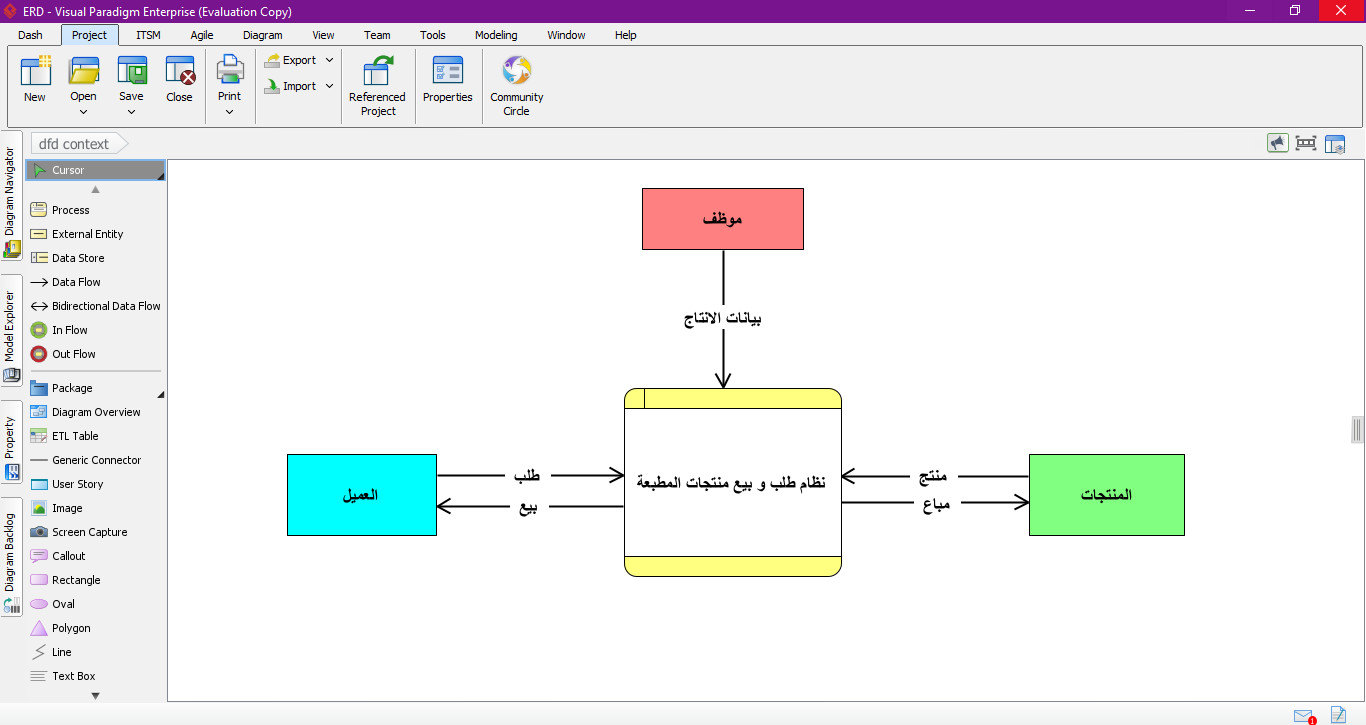 ERD - Visual Paradigm Enterprise (Evaluation Copy)
Dash Project ITSM Agile Diagram View Team Tools Modeling Window Help
New Open Save Close Print Export Import Referenced Project Properties Community Circle
dfd context
Diagram Navigator
Model Explorer
Property
Diagram Backlog
Cursor
Process
External Entity
Data Store
Data Flow
Bidirectional Data Flow
In Flow
Out Flow
Package
Diagram Overview
ETL Table
Generic Connector
User Story
Image
Screen Capture
Callout
Rectangle
Oval
Polygon
Line
Text Box
موظف
بيانات الانتاج
العميل
طلب
بيع
نظام طلب و بيع منتجات المطبعة
منتج
مباع
المنتجات
1